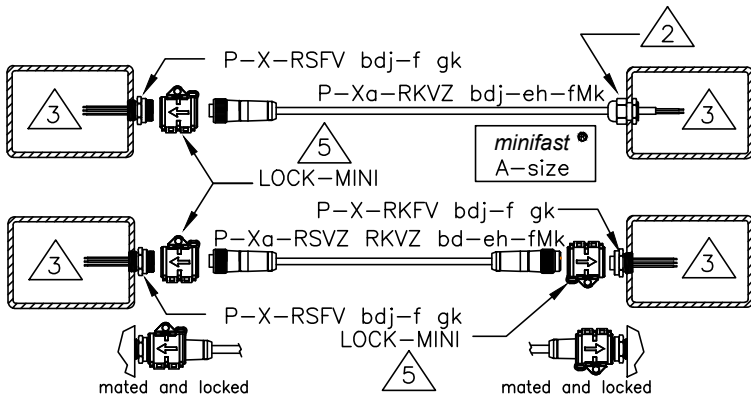 P-X-RSFV bdj-f gk
2
P-Xa-RKVZ bdj-eh-fMk
3
3
5
minifast ®
A-size
LOCK-MINI
P-X-RKFV bdj-f gk
P-Xa-RSVZ RKVZ bd-eh-fMk
3
3
P-X-RSFV bdj-f gk
LOCK-MINI
5
mated and locked
mated and locked